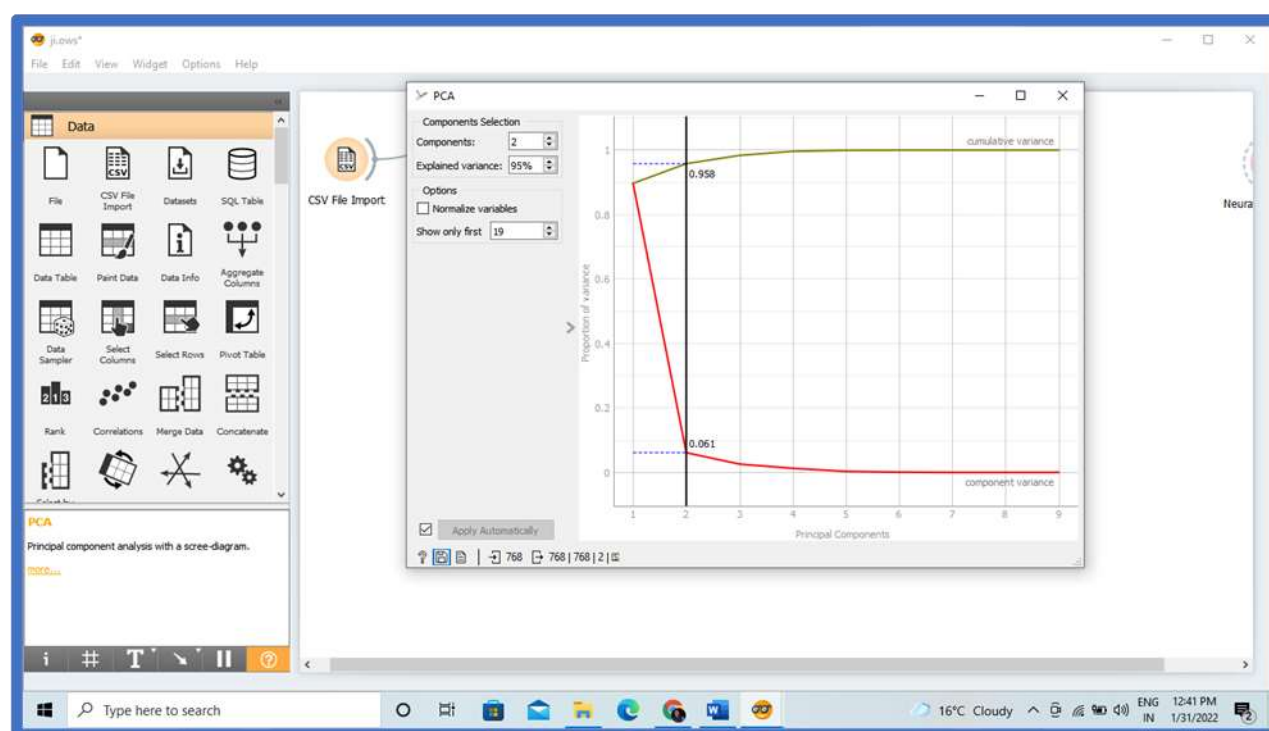 ji.ows*
File Edit View Widget Options Help
Data
File
CSV File Import
Datasets
SQL Table
Data Table
Paint Data
Data Info
Aggregate Columns
Data Sampler
Select Columns
Select Rows
Pivot Table
Rank
Correlations
Merge Data
Concatenate
PCA
Principal component analysis with a scree-diagram.
more...
CSV File Import
Neura
PCA
Components Selection
Components: 2
Explained variance: 95%
Options
Normalize variables
Show only first 19
Apply Automatically
768 768 | 768 | 2 |
cumulative variance
0.958
0.061
component variance
Proportion of variance
1
0.8
0.6
0.4
0.2
0
1 2 3 4 5 6 7 8 9
Principal Components
Type here to search
16°C Cloudy
ENG
IN
12:41 PM
1/31/2022
2